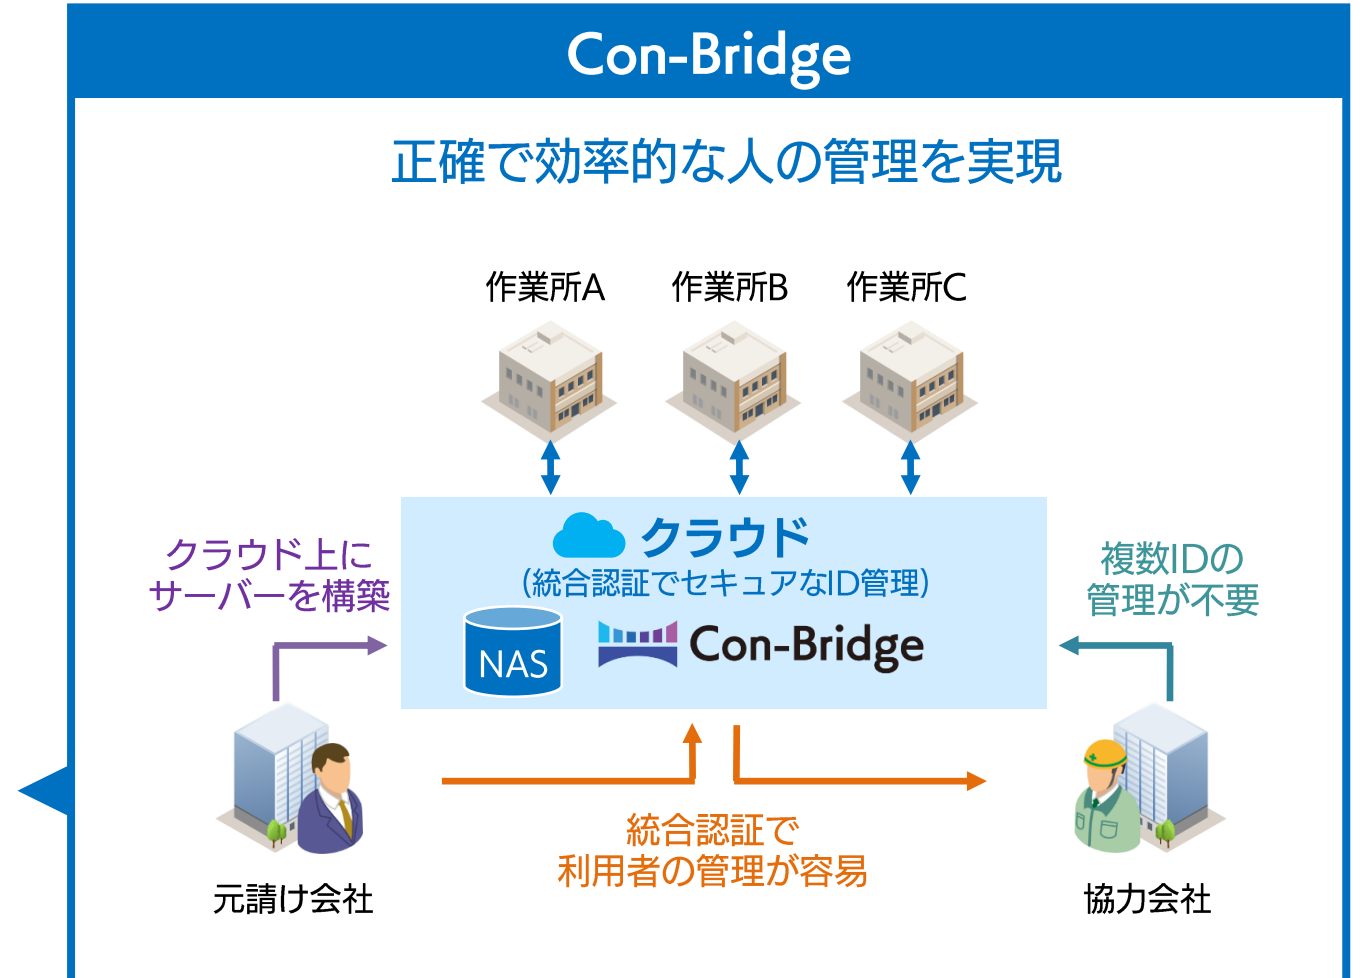 Con-Bridge
正確で効率的な人の管理を実現
作業所A
作業所B
作業所C
クラウド
(統合認証でセキュアなID管理)
NAS
Con-Bridge
クラウド上に
サーバーを構築
複数IDの
管理が不要
統合認証で
利用者の管理が容易
元請け会社
協力会社